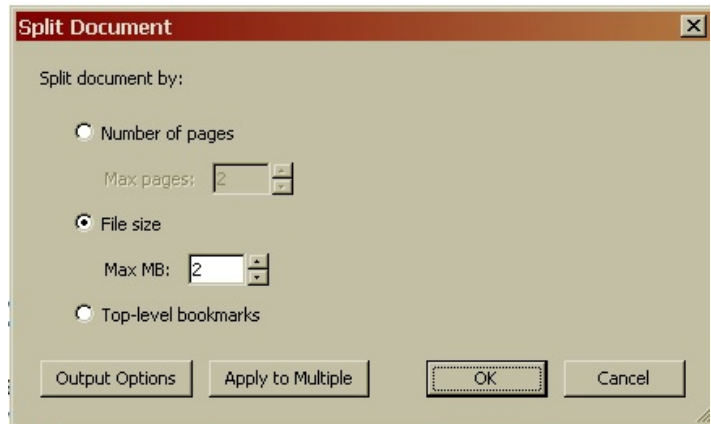 Split Document
Split document by:
Number of pages
Max pages: 2
File size
Max MB: 2
Top-level bookmarks
Output Options Apply to Multiple OK Cancel